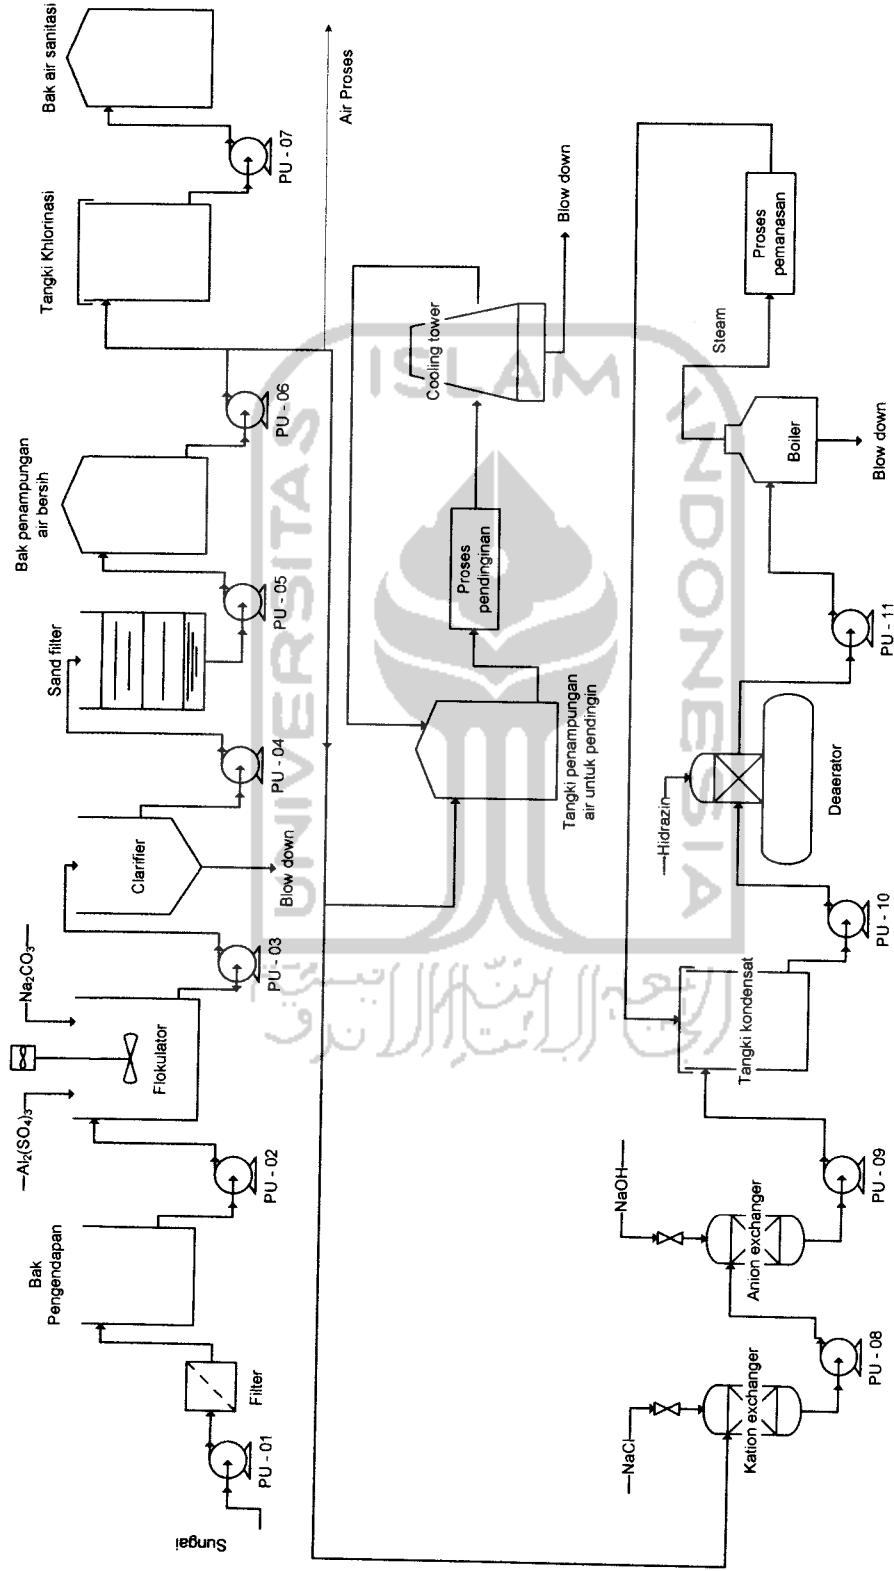 Sungai
PU - 01
Filter
Bak
Pengendapan
PU - 02
Al₂(SO₄)₃
Na₂CO₃
Flokulator
PU - 03
Clarifier
Blow down
PU - 04
Sand filter
PU - 05
Bak penampungan
air bersih
PU - 06
Tangki Khlorinasi
PU - 07
Bak air sanitasi
Air Proses
Tangki penampungan
air untuk pendingin
Proses
pendinginan
Cooling tower
Blow down
NaCl
Kation exchanger
PU - 08
NaOH
Anion exchanger
PU - 09
Tangki kondensat
PU - 10
Hidrazin
Deaerator
PU - 11
Boiler
Blow down
Steam
Proses
pemanasan
UNIVERSITAS
ISLAM
INDONESIA